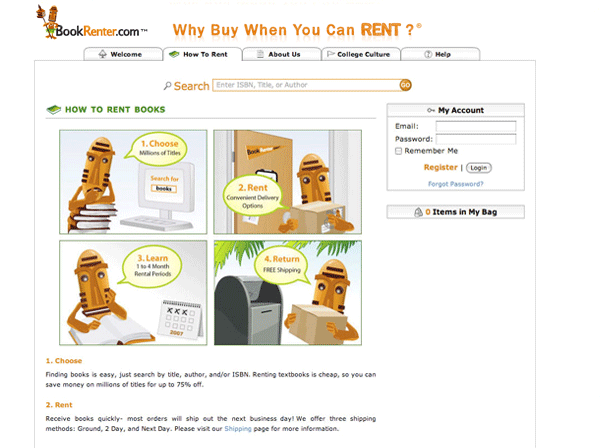 BookRenter.com™
Why Buy When You Can RENT ?®
Welcome
How To Rent
About Us
College Culture
Help
Search
Enter ISBN, Title, or Author
GO
HOW TO RENT BOOKS
1. Choose
Millions of Titles
Search for
books
BookRenter
2. Rent
Convenient Delivery
Options
3. Learn
1 to 4 Month
Rental Periods
2007
4. Return
FREE Shipping
My Account
Email:
Password:
Remember Me
Register | Login
Forgot Password?
0 Items in My Bag
1. Choose
Finding books is easy, just search by title, author, and/or ISBN. Renting textbooks is cheap, so you can
save money on millions of titles for up to 75% off.
2. Rent
Receive books quickly- most orders will ship out the next business day! We offer three shipping
methods: Ground, 2 Day, and Next Day. Please visit our Shipping page for more information.